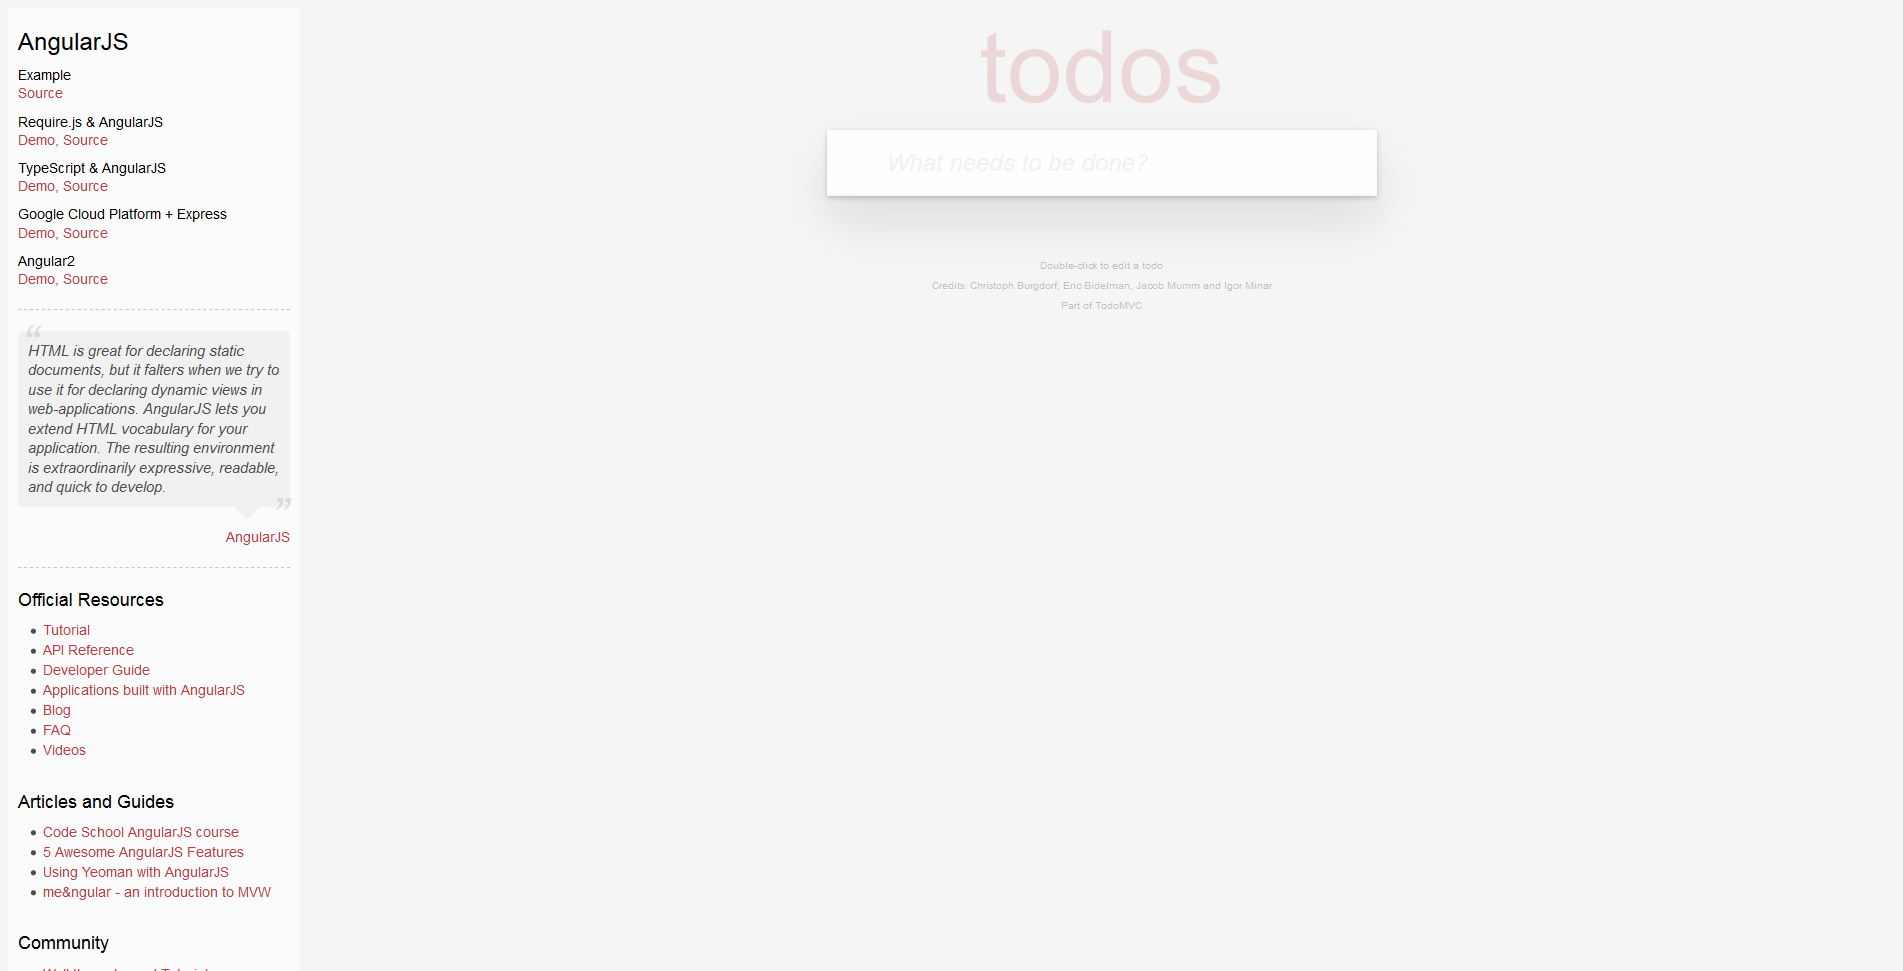 AngularJS
Example
Source
Require.js & AngularJS
Demo, Source
TypeScript & AngularJS
Demo, Source
Google Cloud Platform + Express
Demo, Source
Angular2
Demo, Source
“
HTML is great for declaring static
documents, but it falters when we try to
use it for declaring dynamic views in
web-applications. AngularJS lets you
extend HTML vocabulary for your
application. The resulting environment
is extraordinarily expressive, readable,
and quick to develop.
”
AngularJS
Official Resources
Tutorial
API Reference
Developer Guide
Applications built with AngularJS
Blog
FAQ
Videos
Articles and Guides
Code School AngularJS course
5 Awesome AngularJS Features
Using Yeoman with AngularJS
me&ngular - an introduction to MVW
Community
todos
What needs to be done?
Double-click to edit a todo
Credits: Christoph Burgdorf, Eric Bidelman, Jacob Mumm and Igor Minar
Part of TodoMVC